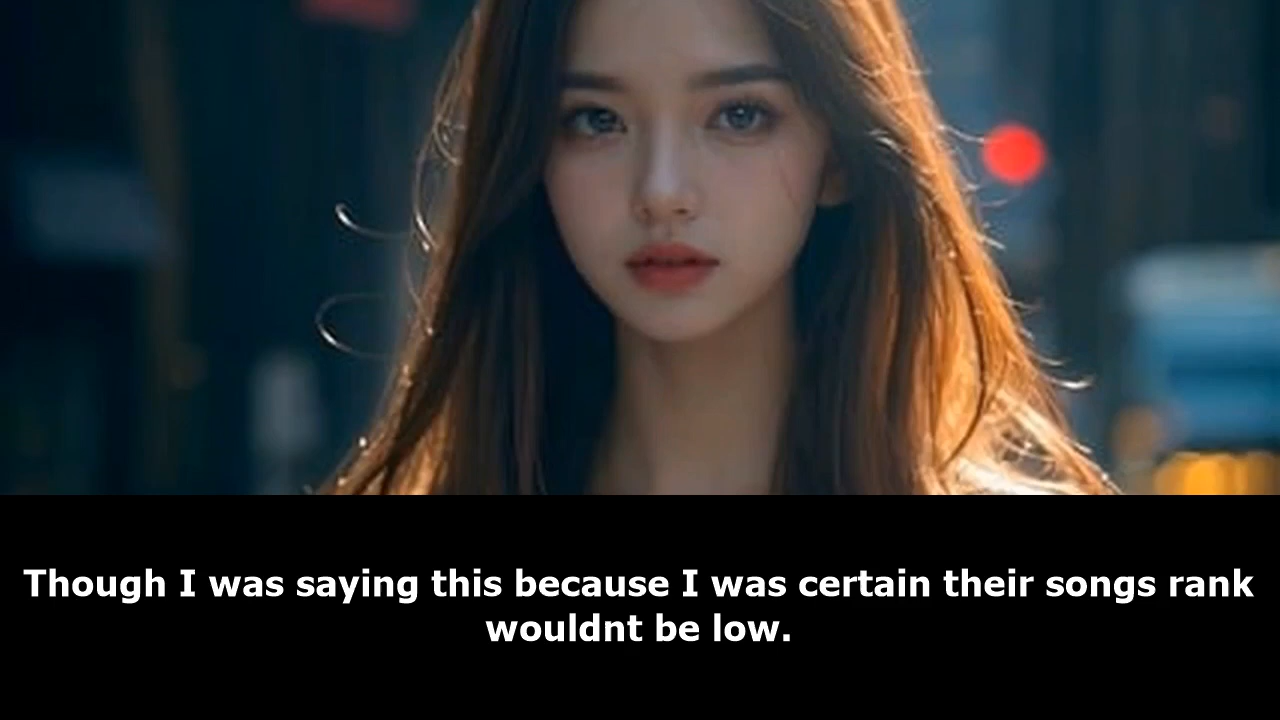 Though I was saying this because I was certain their songs rank
wouldnt be low.